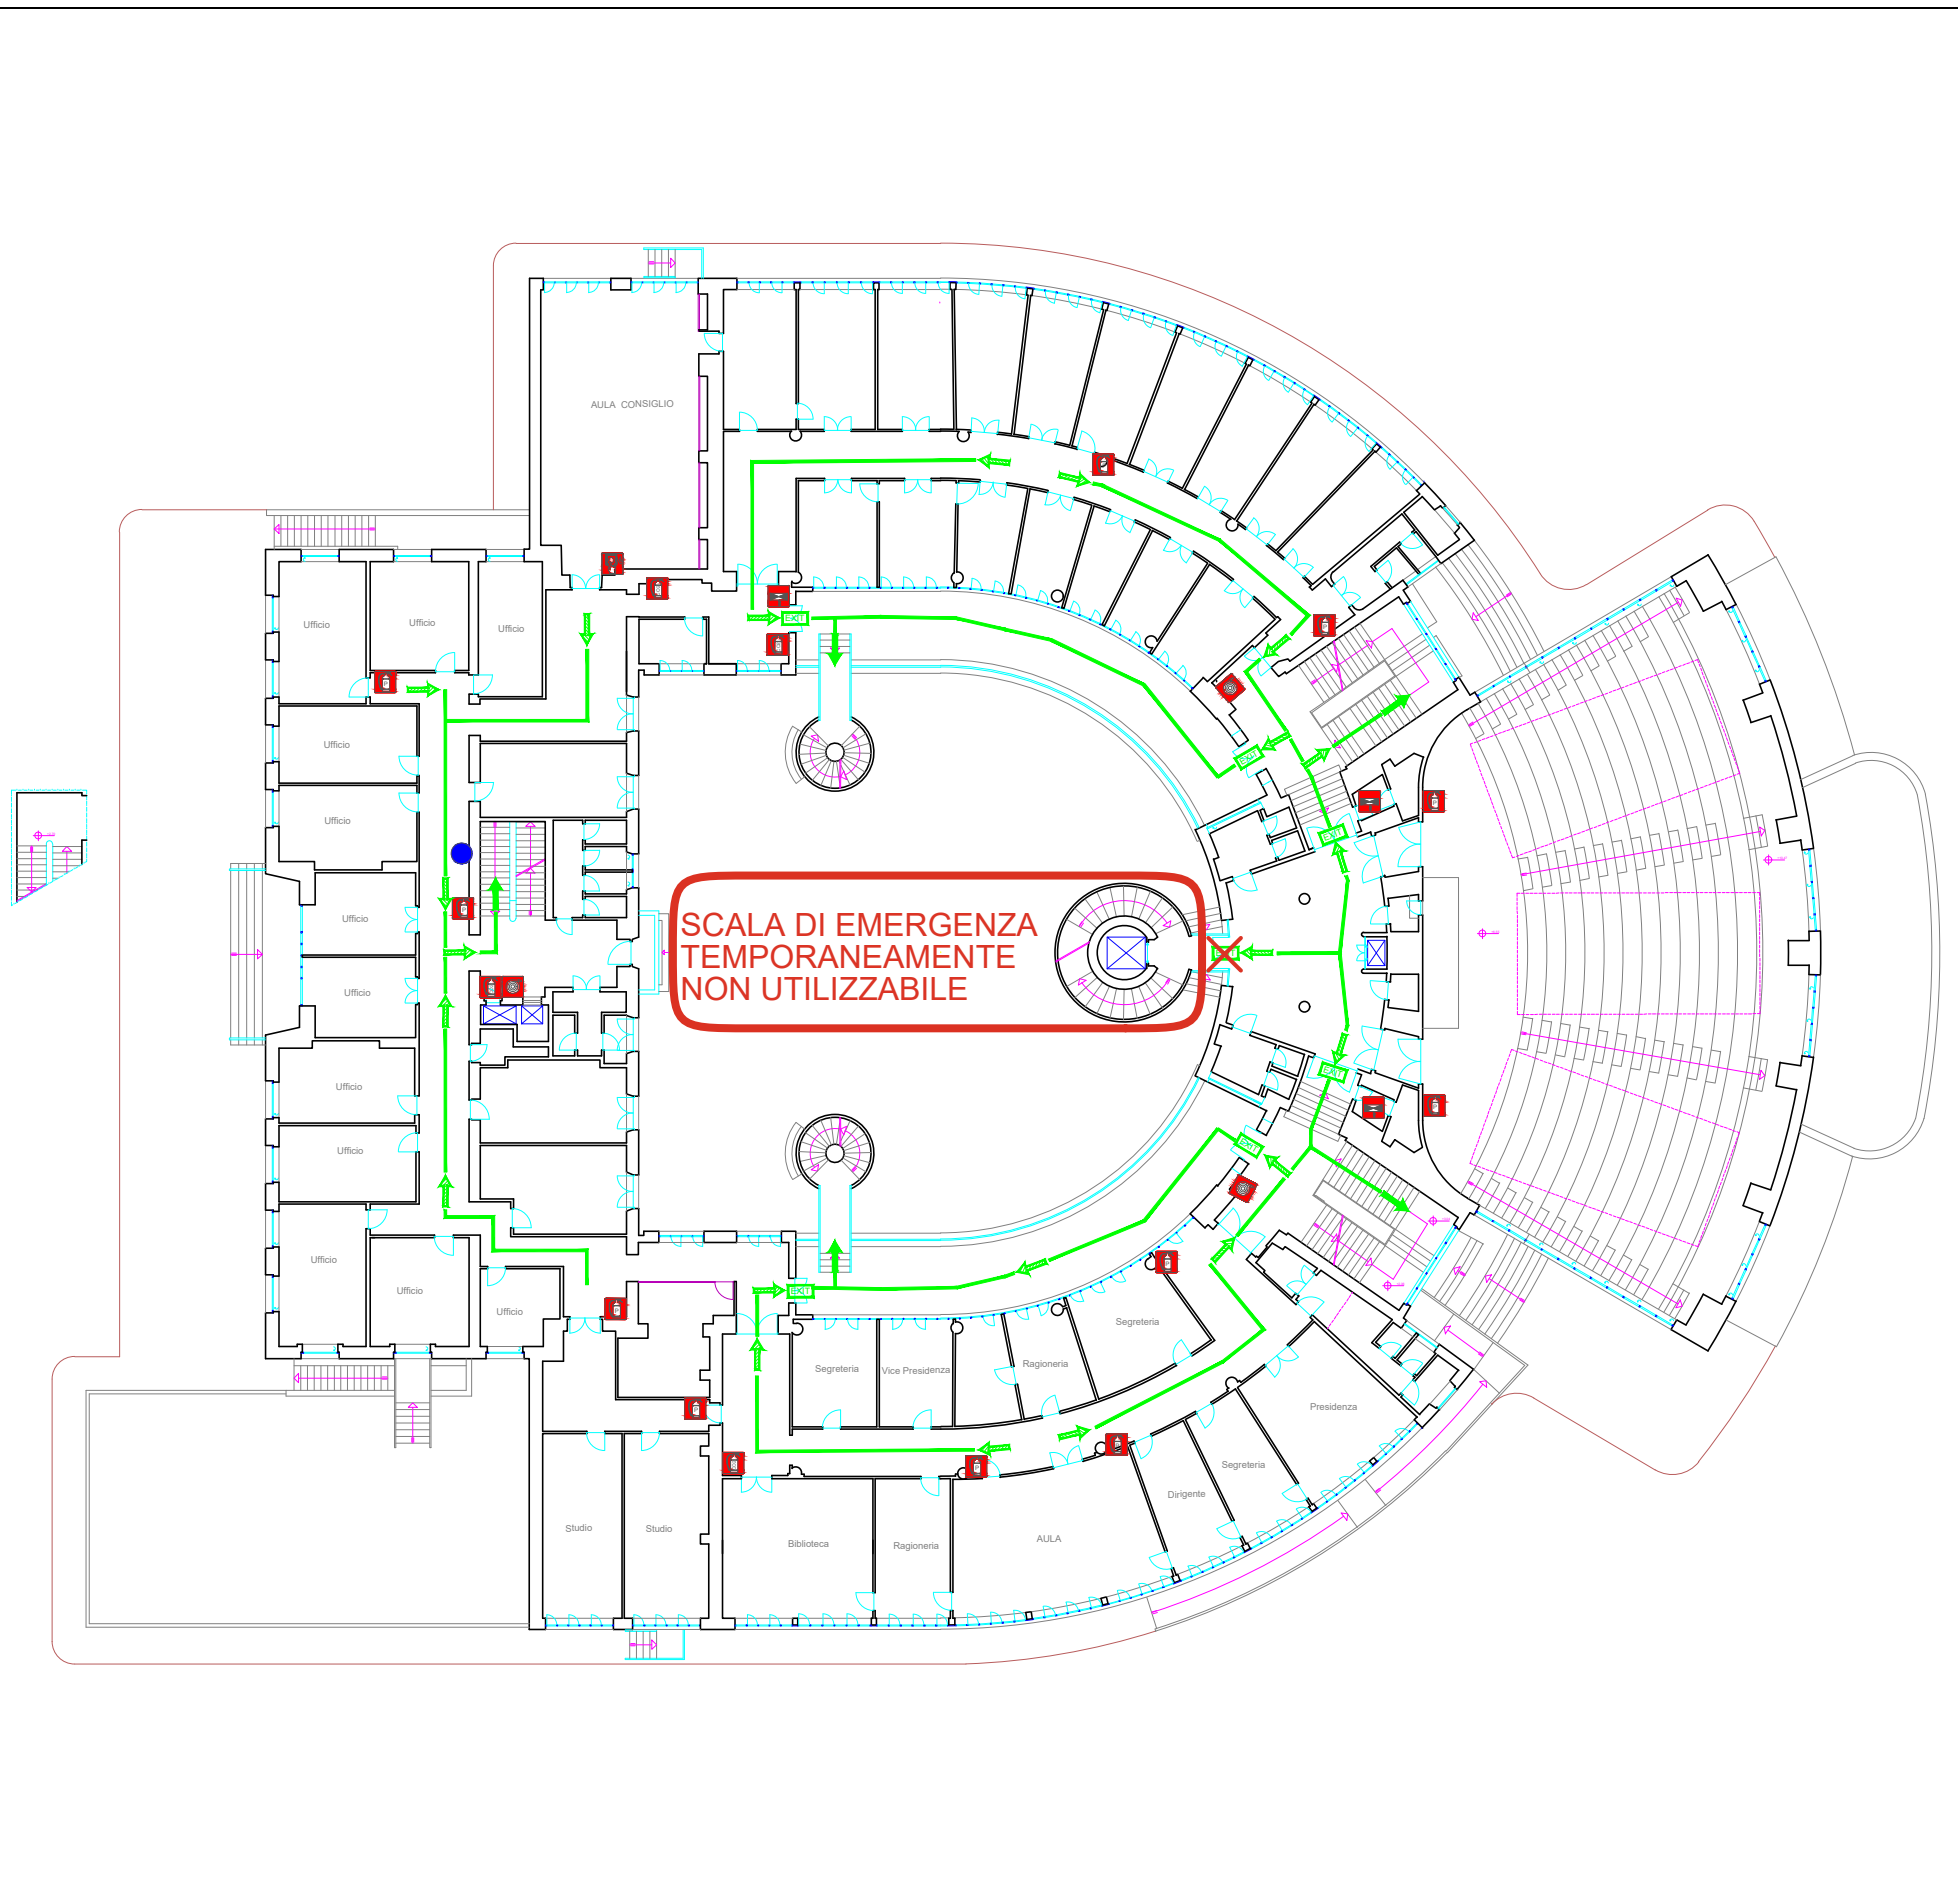 AULA CONSIGLIO
Ufficio
Ufficio
Ufficio
Ufficio
Ufficio
Ufficio
Ufficio
Ufficio
Ufficio
Ufficio
Ufficio
Ufficio
EXIT
EXIT
EXIT
SCALA DI EMERGENZA
TEMPORANEAMENTE
NON UTILIZZABILE
EXIT
EXIT
EXIT
Segreteria
Vice Presidenza
Ragioneria
Segreteria
Presidenza
Segreteria
Dirigente
AULA
Studio
Studio
Biblioteca
Ragioneria